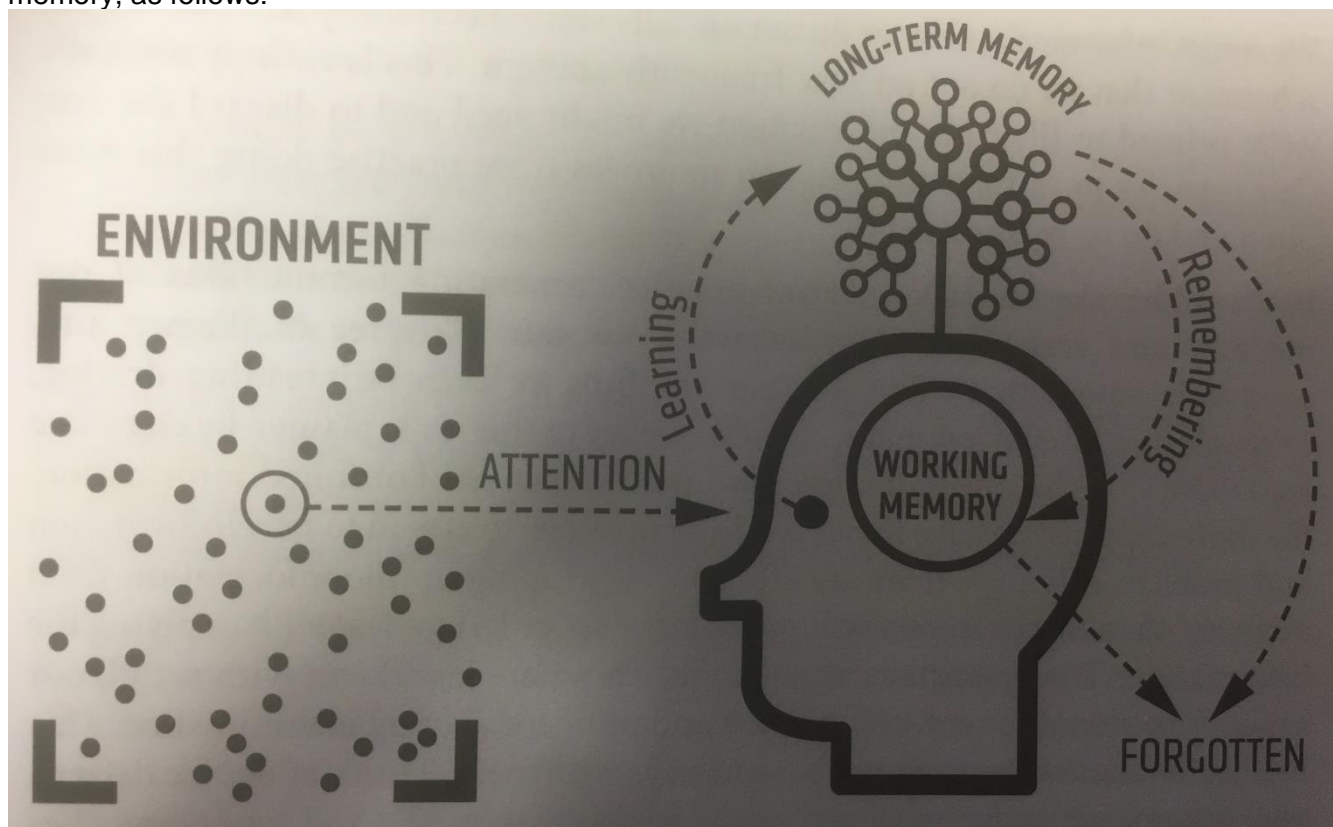 memory, as follows.
LONG-TERM MEMORY
ENVIRONMENT
Learning
Remembering
ATTENTION
WORKING
MEMORY
FORGOTTEN